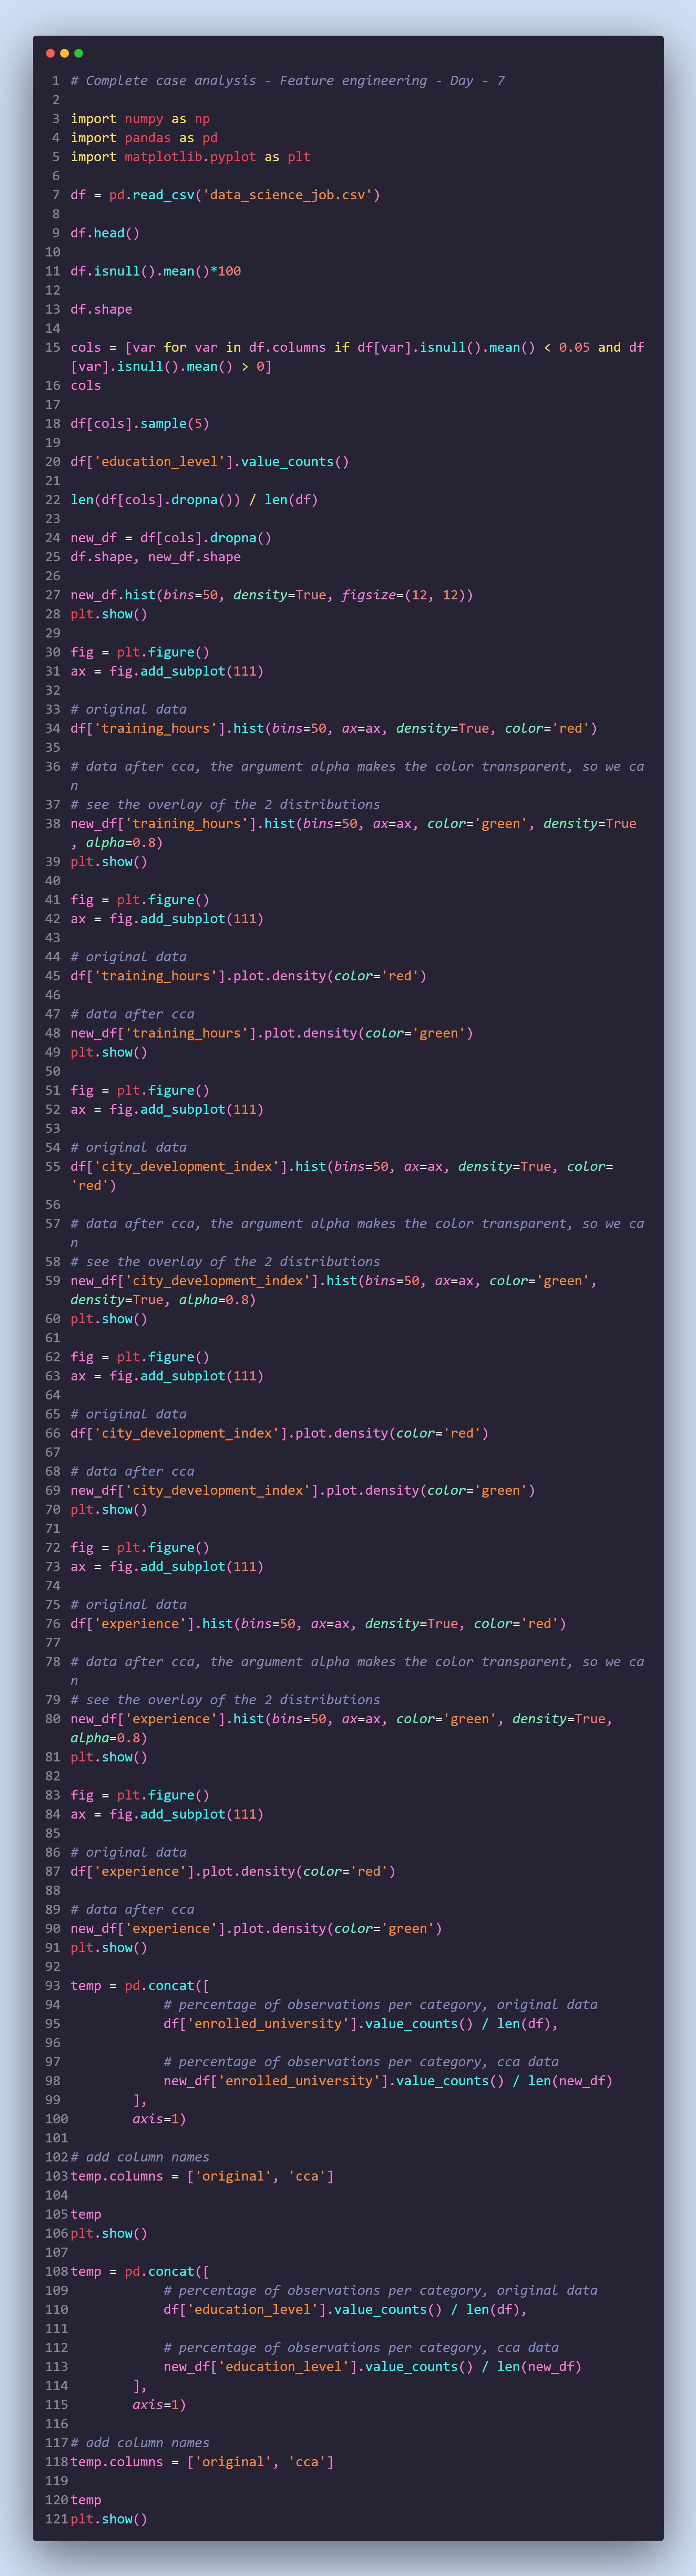 1 # Complete case analysis - Feature engineering - Day - 7
2
3 import numpy as np
4 import pandas as pd
5 import matplotlib.pyplot as plt
6
7 df = pd.read_csv('data_science_job.csv')
8
9 df.head()
10
11 df.isnull().mean()*100
12
13 df.shape
14
15 cols = [var for var in df.columns if df[var].isnull().mean() < 0.05 and df
[var].isnull().mean() > 0]
16 cols
17
18 df[cols].sample(5)
19
20 df['education_level'].value_counts()
21
22 len(df[cols].dropna()) / len(df)
23
24 new_df = df[cols].dropna()
25 df.shape, new_df.shape
26
27 new_df.hist(bins=50, density=True, figsize=(12, 12))
28 plt.show()
29
30 fig = plt.figure()
31 ax = fig.add_subplot(111)
32
33 # original data
34 df['training_hours'].hist(bins=50, ax=ax, density=True, color='red')
35
36 # data after cca, the argument alpha makes the color transparent, so we ca
n
37 # see the overlay of the 2 distributions
38 new_df['training_hours'].hist(bins=50, ax=ax, color='green', density=True
, alpha=0.8)
39 plt.show()
40
41 fig = plt.figure()
42 ax = fig.add_subplot(111)
43
44 # original data
45 df['training_hours'].plot.density(color='red')
46
47 # data after cca
48 new_df['training_hours'].plot.density(color='green')
49 plt.show()
50
51 fig = plt.figure()
52 ax = fig.add_subplot(111)
53
54 # original data
55 df['city_development_index'].hist(bins=50, ax=ax, density=True, color=
'red')
56
57 # data after cca, the argument alpha makes the color transparent, so we ca
n
58 # see the overlay of the 2 distributions
59 new_df['city_development_index'].hist(bins=50, ax=ax, color='green',
density=True, alpha=0.8)
60 plt.show()
61
62 fig = plt.figure()
63 ax = fig.add_subplot(111)
64
65 # original data
66 df['city_development_index'].plot.density(color='red')
67
68 # data after cca
69 new_df['city_development_index'].plot.density(color='green')
70 plt.show()
71
72 fig = plt.figure()
73 ax = fig.add_subplot(111)
74
75 # original data
76 df['experience'].hist(bins=50, ax=ax, density=True, color='red')
77
78 # data after cca, the argument alpha makes the color transparent, so we ca
n
79 # see the overlay of the 2 distributions
80 new_df['experience'].hist(bins=50, ax=ax, color='green', density=True,
alpha=0.8)
81 plt.show()
82
83 fig = plt.figure()
84 ax = fig.add_subplot(111)
85
86 # original data
87 df['experience'].plot.density(color='red')
88
89 # data after cca
90 new_df['experience'].plot.density(color='green')
91 plt.show()
92
93 temp = pd.concat([
94 # percentage of observations per category, original data
95 df['enrolled_university'].value_counts() / len(df),
96
97 # percentage of observations per category, cca data
98 new_df['enrolled_university'].value_counts() / len(new_df)
99 ],
100 axis=1)
101
102 # add column names
103 temp.columns = ['original', 'cca']
104
105 temp
106 plt.show()
107
108 temp = pd.concat([
109 # percentage of observations per category, original data
110 df['education_level'].value_counts() / len(df),
111
112 # percentage of observations per category, cca data
113 new_df['education_level'].value_counts() / len(new_df)
114 ],
115 axis=1)
116
117 # add column names
118 temp.columns = ['original', 'cca']
119
120 temp
121 plt.show()